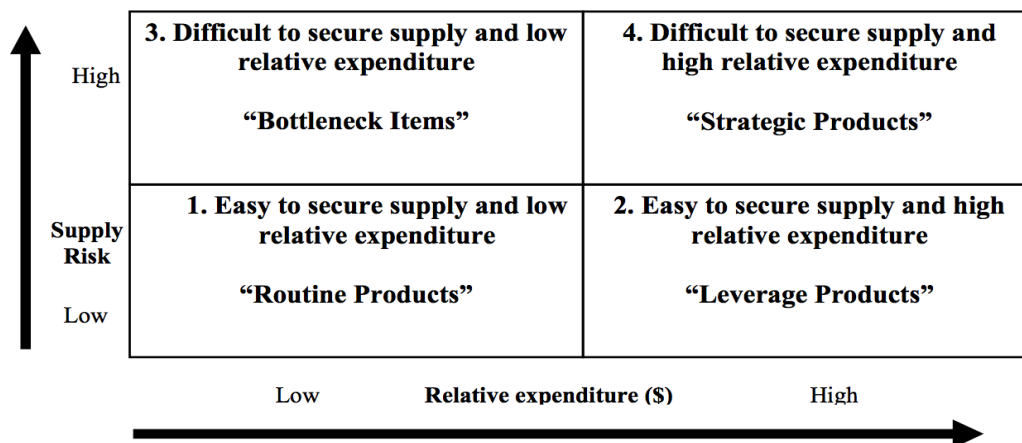 3. Difficult to secure supply and low
relative expenditure
“Bottleneck Items”
4. Difficult to secure supply and
high relative expenditure
“Strategic Products”
High
1. Easy to secure supply and low
relative expenditure
“Routine Products”
2. Easy to secure supply and high
relative expenditure
“Leverage Products”
Supply
Risk
Low
Low
Relative expenditure ($)
High